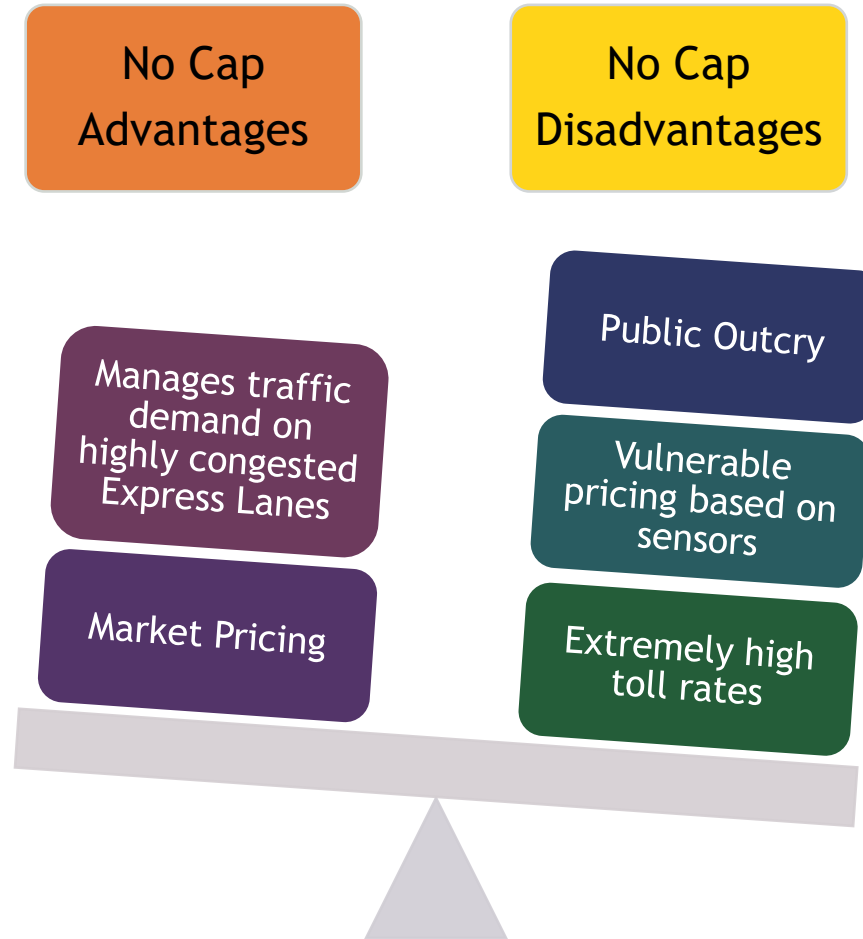 No Cap
Advantages
No Cap
Disadvantages
Manages traffic
demand on
highly congested
Express Lanes
Market Pricing
Public Outcry
Vulnerable
pricing based on
sensors
Extremely high
toll rates